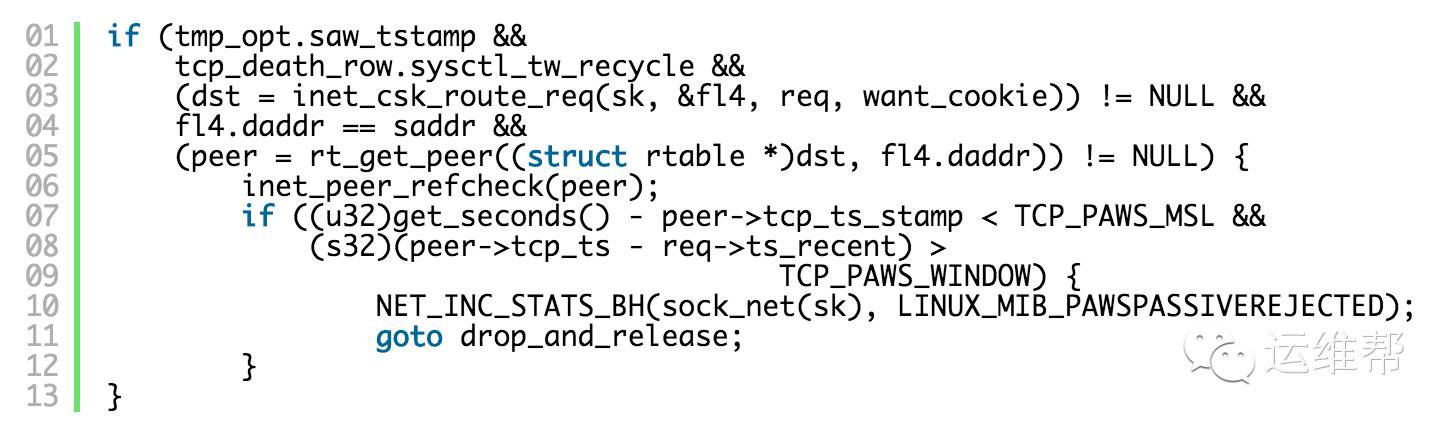 01 if (tmp_opt.saw_tstamp &&
02     tcp_death_row.sysctl_tw_recycle &&
03     (dst = inet_csk_route_req(sk, &fl4, req, want_cookie)) != NULL &&
04     fl4.daddr == saddr &&
05     (peer = rt_get_peer((struct rtable *)dst, fl4.daddr)) != NULL) {
06         inet_peer_refcheck(peer);
07         if ((u32)get_seconds() - peer->tcp_ts_stamp < TCP_PAWS_MSL &&
08             (s32)(peer->tcp_ts - req->ts_recent) >
09                                         TCP_PAWS_WINDOW) {
10                 NET_INC_STATS_BH(sock_net(sk), LINUX_MIB_PAWSPASSIVEREJECTED);
11                 goto drop_and_release;
12         }
13 }
运维帮